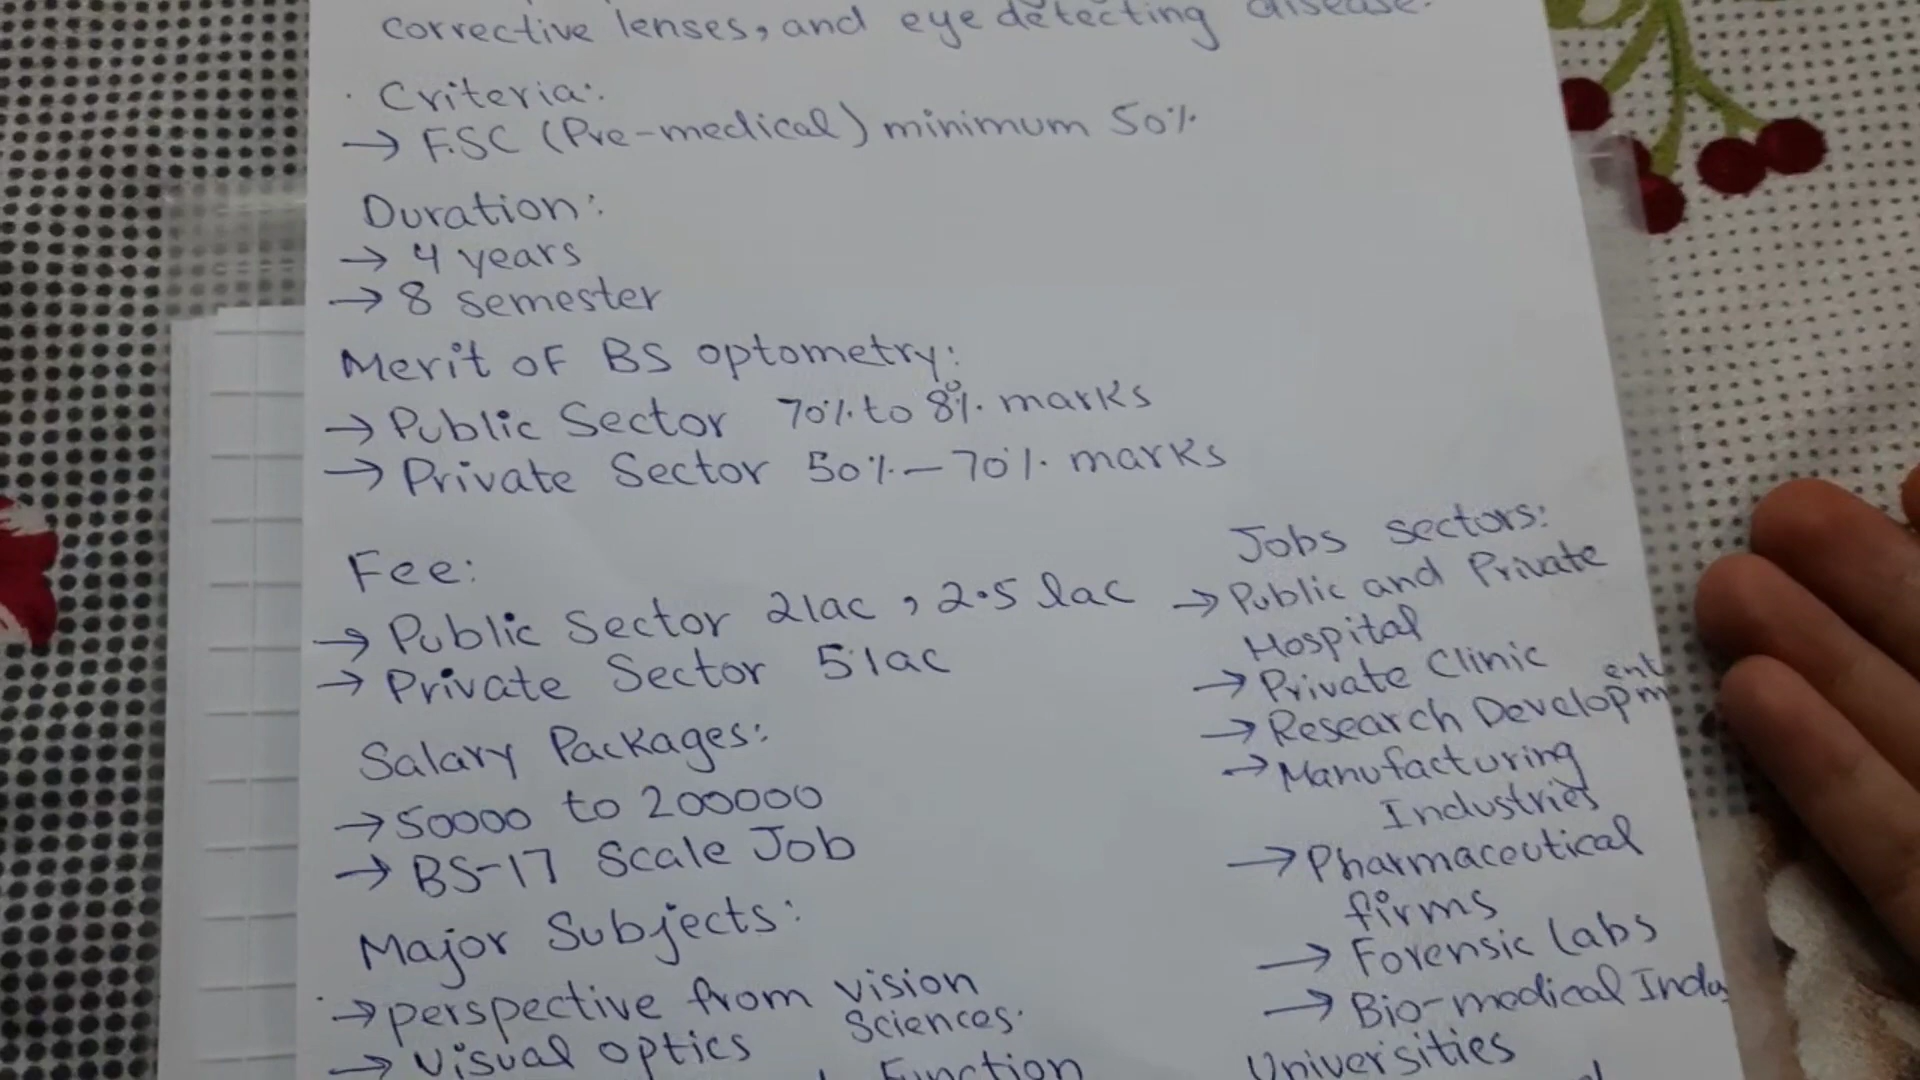 corrective lenses, and eye detecting disease.
Criteria:
→ F.SC (Pre-medical) minimum 50%
Duration:
→ 4 years
→ 8 semester
Merit of BS optometry:
→ Public Sector 70% to 80% marks
→ Private Sector 50% – 70% marks
Fee:
→ Public Sector 2lac, 2.5 lac
→ Private Sector 5lac
Salary Packages:
→ 50000 to 200000
→ BS-17 Scale Job
Major Subjects:
→ perspective from vision
Sciences.
→ Visual optics
Function
Jobs sectors:
→ Public and Private
Hospital
→ Private Clinic
→ Research Development
→ Manufacturing
Industries
→ Pharmaceutical
firms
→ Forensic Labs
→ Bio-medical Indus
Universities